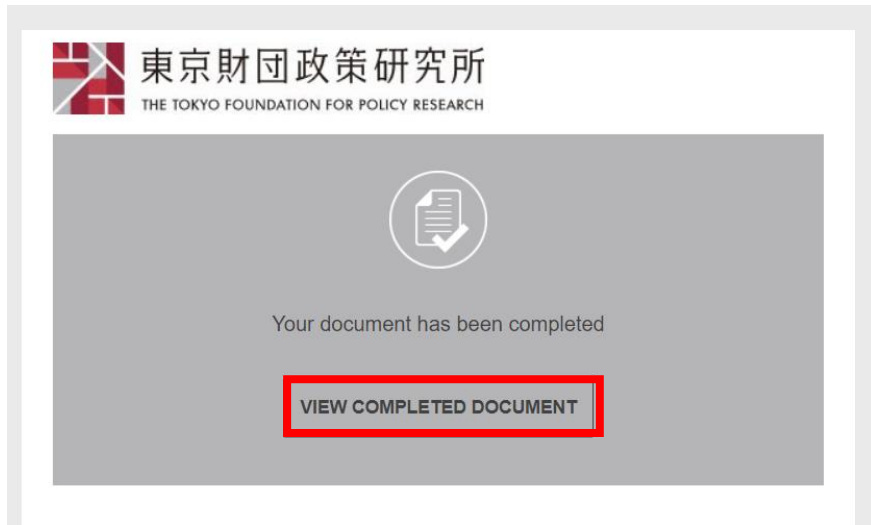 東京財団政策研究所
THE TOKYO FOUNDATION FOR POLICY RESEARCH
Your document has been completed
VIEW COMPLETED DOCUMENT